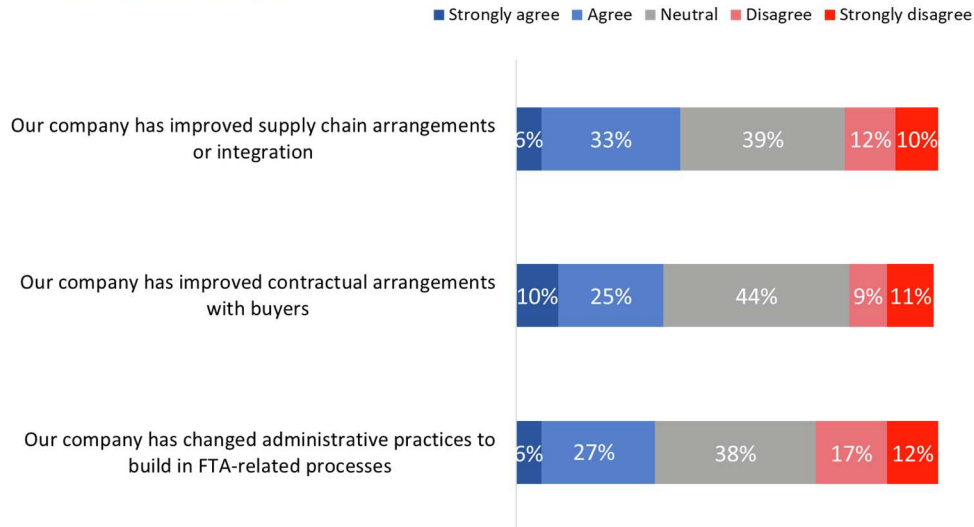 Strongly agree Agree Neutral Disagree Strongly disagree
Our company has improved supply chain arrangements
or integration
6% 33% 39% 12% 10%
Our company has improved contractual arrangements
with buyers
10% 25% 44% 9% 11%
Our company has changed administrative practices to
build in FTA-related processes
6% 27% 38% 17% 12%